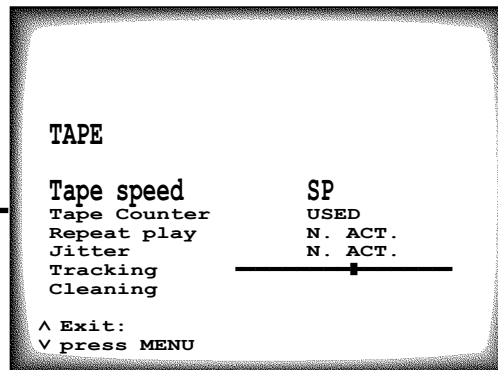 TAPE
Tape speed SP
Tape Counter USED
Repeat play N. ACT.
Jitter N. ACT.
Tracking
Cleaning
^ Exit:
v press MENU